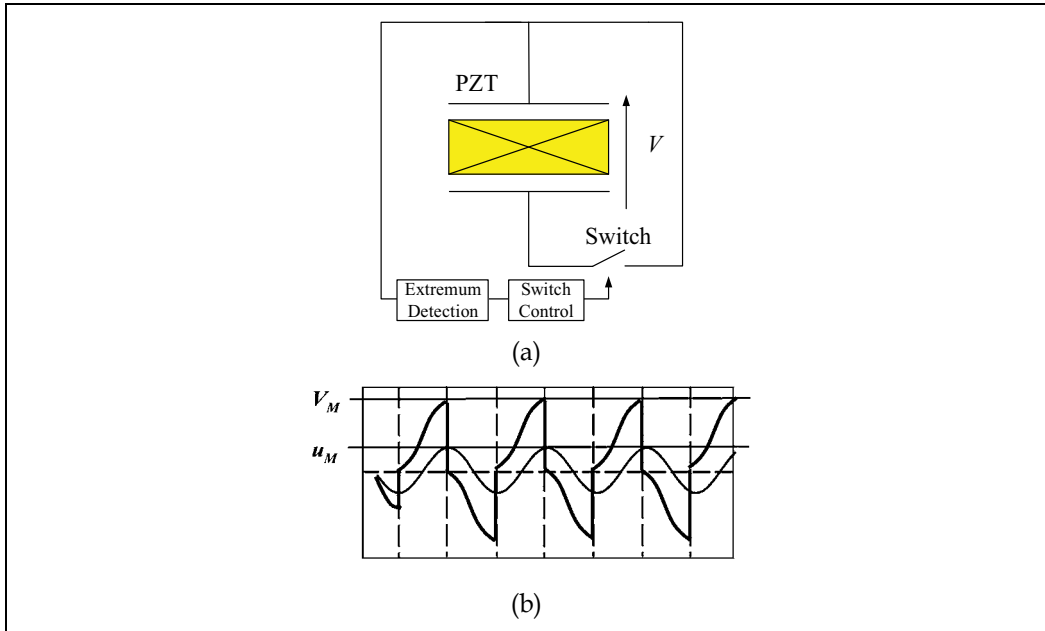 PZT
V
Switch
Extremum
Detection
Switch
Control
(a)
V_M
u_M
(b)